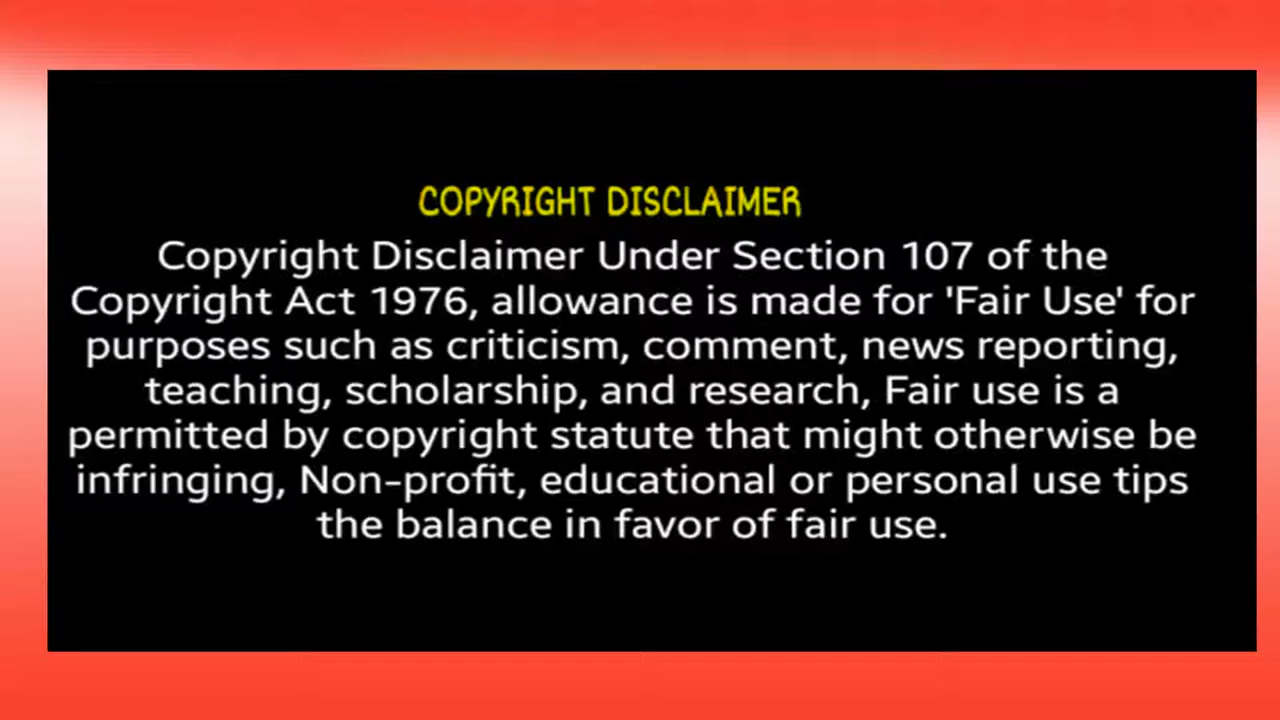 COPYRIGHT DISCLAIMER
Copyright Disclaimer Under Section 107 of the
Copyright Act 1976, allowance is made for 'Fair Use' for
purposes such as criticism, comment, news reporting,
teaching, scholarship, and research, Fair use is a
permitted by copyright statute that might otherwise be
infringing, Non-profit, educational or personal use tips
the balance in favor of fair use.